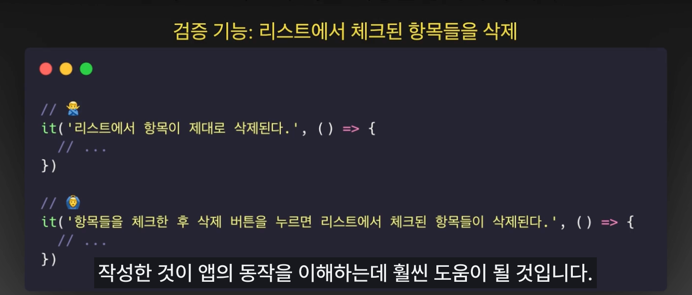 검증 기능: 리스트에서 체크된 항목들을 삭제
// 🙅‍♂️
it('리스트에서 항목이 제대로 삭제된다.', () => {
// ...
})
// 🙆‍♂️
it('항목들을 체크한 후 삭제 버튼을 누르면 리스트에서 체크된 항목들이 삭제된다.', () => {
// ...
})
작성한 것이 앱의 동작을 이해하는데 훨씬 도움이 될 것입니다.